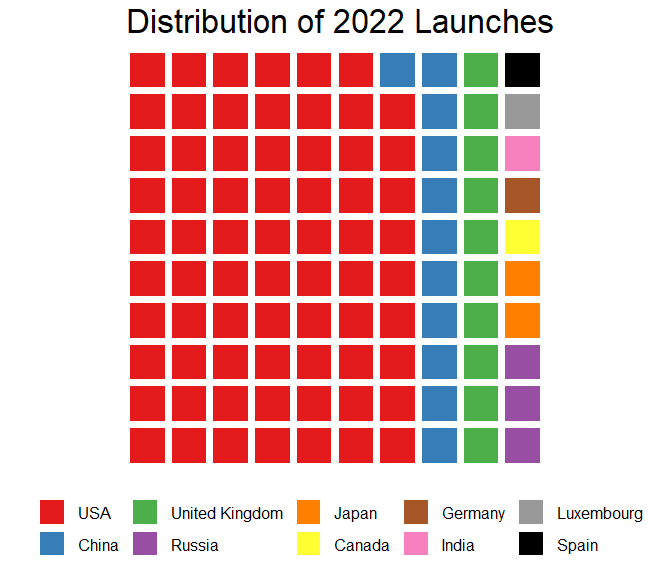 Distribution of 2022 Launches
USA United Kingdom Japan Germany Luxembourg
China Russia Canada India Spain